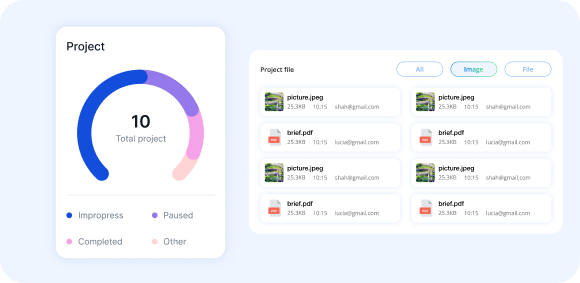 Project
10
Total project
Impropress
Paused
Completed
Other
Project file
All
Image
File
picture.jpeg
25.3KB 10:15 shah@gmail.com
picture.jpeg
25.3KB 10:15 shah@gmail.com
brief.pdf
25.3KB 10:15 lucia@gmail.com
brief.pdf
25.3KB 10:15 lucia@gmail.com
picture.jpeg
25.3KB 10:15 shah@gmail.com
picture.jpeg
25.3KB 10:15 shah@gmail.com
brief.pdf
25.3KB 10:15 lucia@gmail.com
brief.pdf
25.3KB 10:15 lucia@gmail.com